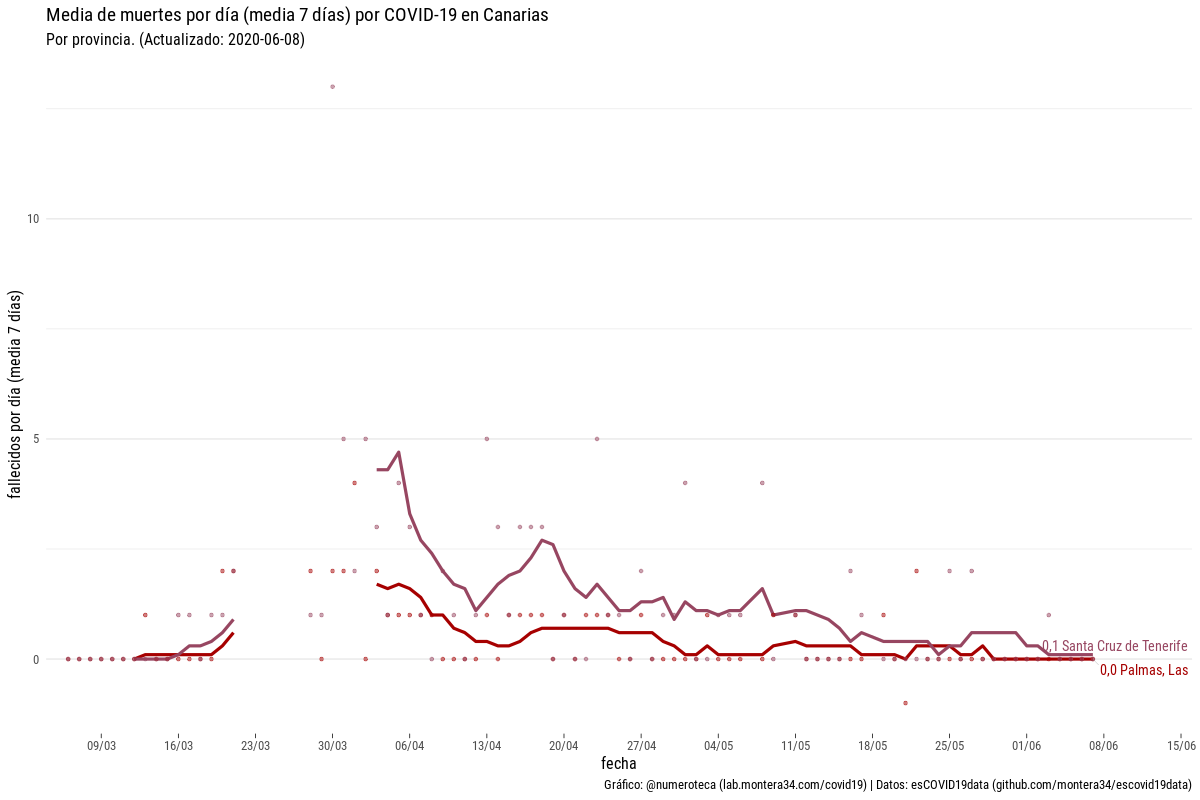 Media de muertes por día (media 7 días) por COVID-19 en Canarias
Por provincia. (Actualizado: 2020-06-08)
fallecidos por día (media 7 días)
10
5
0
0,1 Santa Cruz de Tenerife
0,0 Palmas, Las
09/03
16/03
23/03
30/03
06/04
13/04
20/04
27/04
04/05
11/05
18/05
25/05
01/06
08/06
15/06
fecha
Gráfico: @numeroteca (lab.montera34.com/covid19) | Datos: esCOVID19data (github.com/montera34/escovid19data)